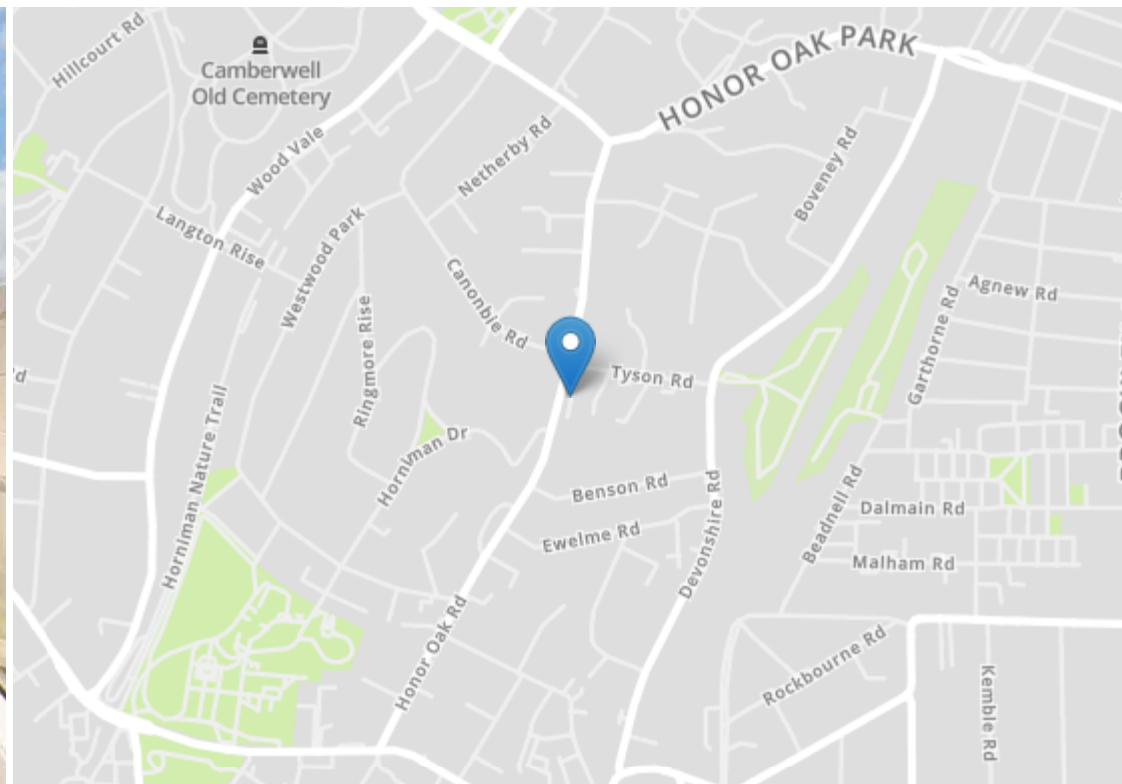 Hillcourt Rd
Camberwell
Old Cemetery
HONOR OAK PARK
Wood Vale
Netherby Rd
Boveney Rd
Langton Rise
Westwood Park
Canonbie Rd
Agnew Rd
Ringmore Rise
Garthorne Rd
Tyson Rd
Horniman Dr
Horniman Nature Trail
Benson Rd
Devonshire Rd
Beadnell Rd
Dalmain Rd
Ewelme Rd
Malham Rd
Honor Oak Rd
Rockbourne Rd
Kemble Rd